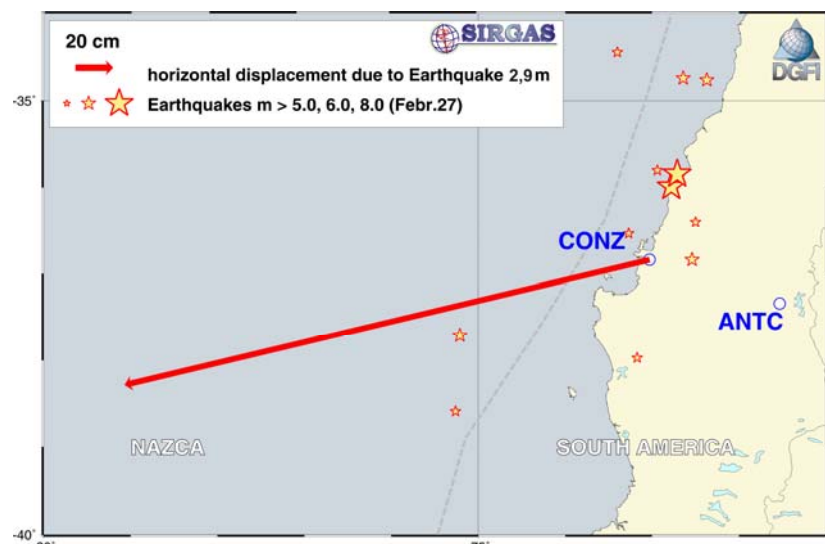 20 cm
SIRGAS
horizontal displacement due to Earthquake 2,9 m
Earthquakes m > 5.0, 6.0, 8.0 (Febr.27)
DGFI
-35°
CONZ
ANTC
NAZCA
SOUTH AMERICA
-40°